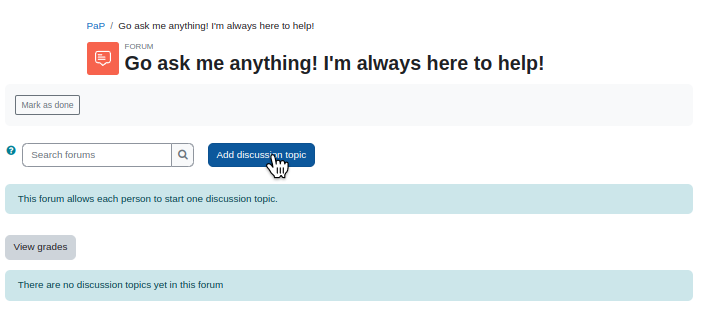 PaP / Go ask me anything! I'm always here to help!
FORUM
Go ask me anything! I'm always here to help!
Mark as done
Search forums
Add discussion topic
This forum allows each person to start one discussion topic.
View grades
There are no discussion topics yet in this forum